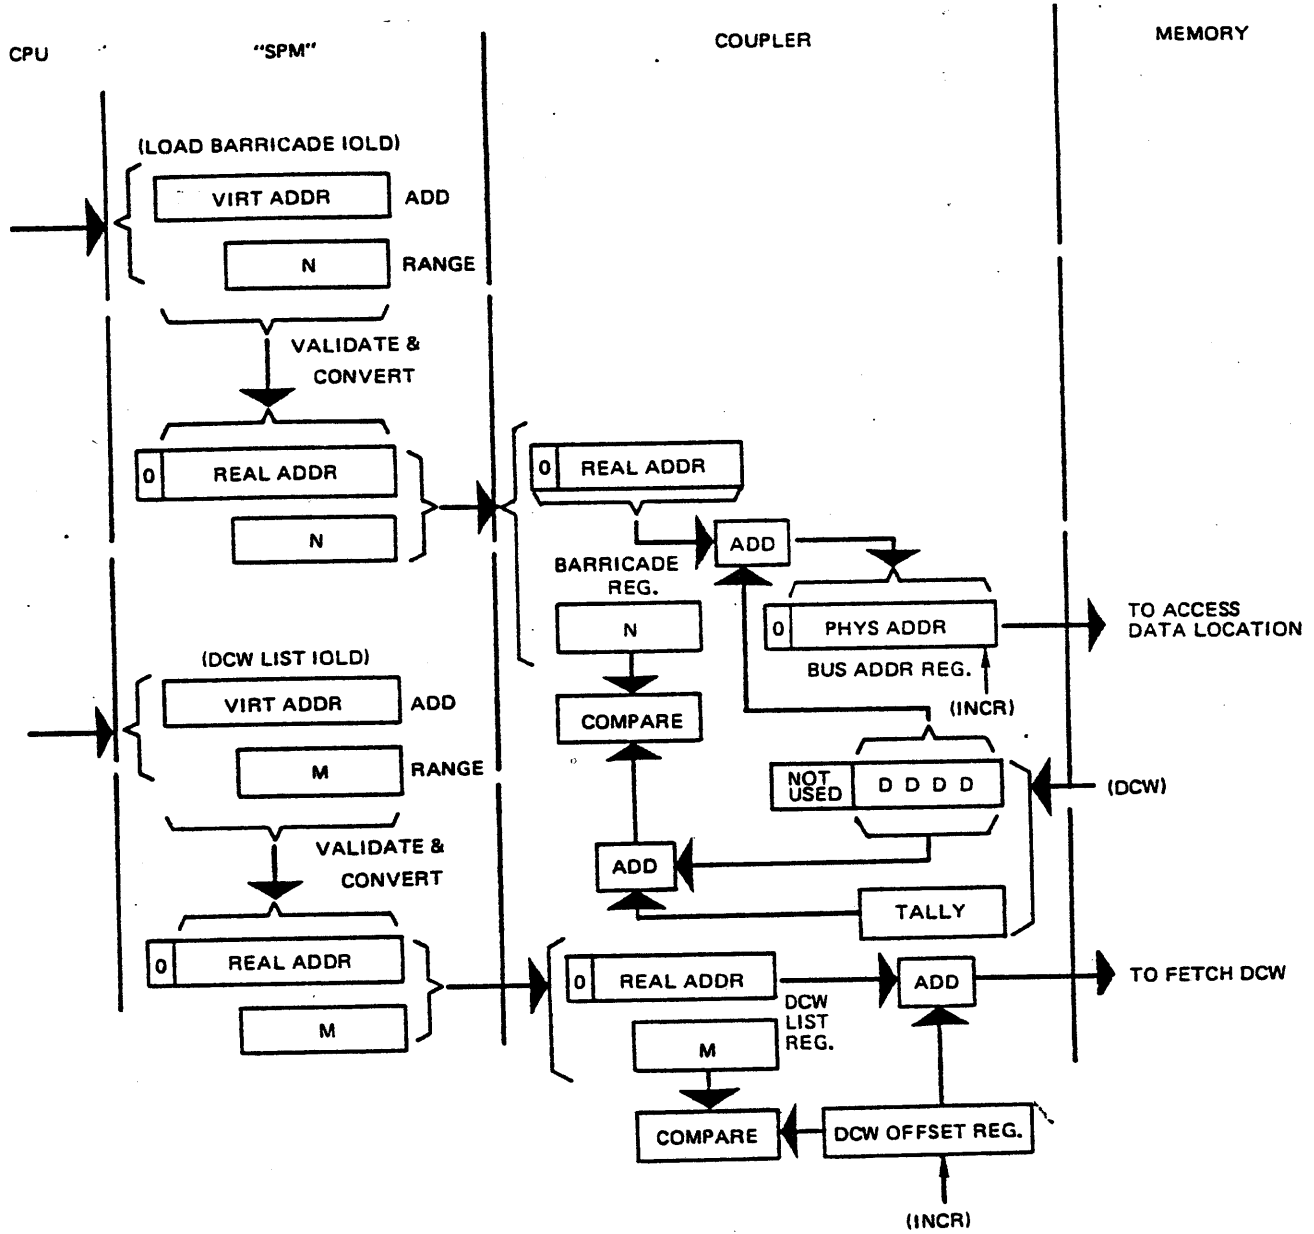 CPU
"SPM"
COUPLER
MEMORY
(LOAD BARRICADE IOLD)
VIRT ADDR
ADD
N
RANGE
VALIDATE &
CONVERT
0
REAL ADDR
N
0
REAL ADDR
ADD
BARRICADE
REG.
N
COMPARE
0
PHYS ADDR
BUS ADDR REG.
(INCR)
TO ACCESS
DATA LOCATION
(DCW LIST IOLD)
VIRT ADDR
ADD
M
RANGE
VALIDATE &
CONVERT
NOT
USED
D D D D
(DCW)
ADD
TALLY
0
REAL ADDR
M
0
REAL ADDR
DCW
LIST
REG.
M
ADD
TO FETCH DCW
COMPARE
DCW OFFSET REG.
(INCR)